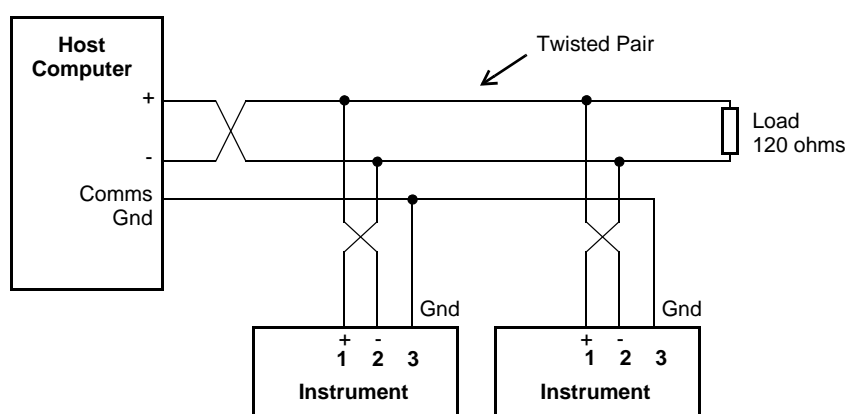 Host
Computer
Twisted Pair
+
-
Load
120 ohms
Comms
Gnd
Gnd
Gnd
+ -
1 2 3
Instrument
+ -
1 2 3
Instrument